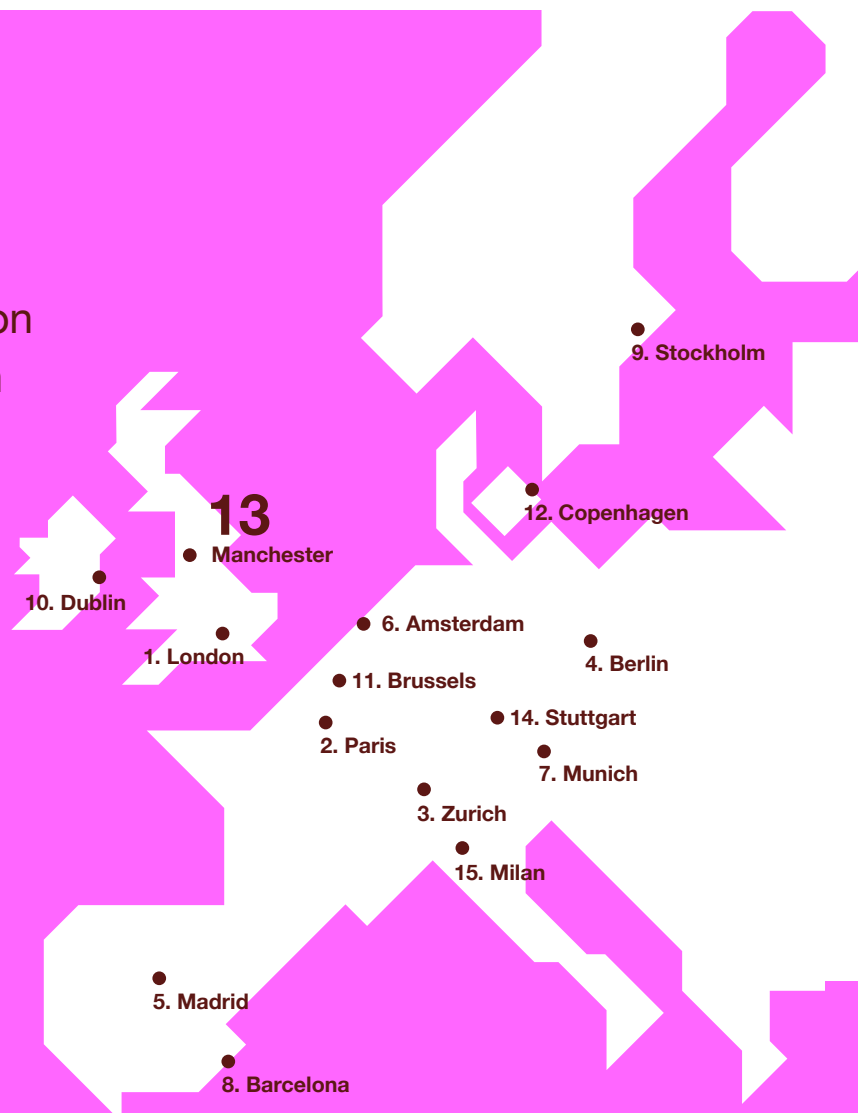 on
9. Stockholm
13
12. Copenhagen
Manchester
10. Dublin
6. Amsterdam
1. London
4. Berlin
11. Brussels
14. Stuttgart
2. Paris
7. Munich
3. Zurich
15. Milan
5. Madrid
8. Barcelona